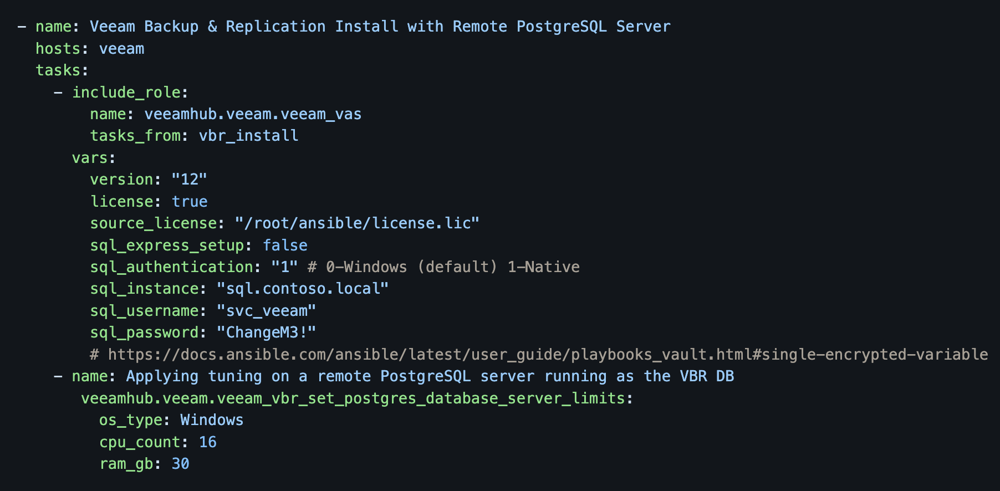 - name: Veeam Backup & Replication Install with Remote PostgreSQL Server
  hosts: veeam
  tasks:
    - include_role:
        name: veeamhub.veeam.veeam_vas
        tasks_from: vbr_install
      vars:
        version: "12"
        license: true
        source_license: "/root/ansible/license.lic"
        sql_express_setup: false
        sql_authentication: "1" # 0-Windows (default) 1-Native
        sql_instance: "sql.contoso.local"
        sql_username: "svc_veeam"
        sql_password: "ChangeM3!"
        # https://docs.ansible.com/ansible/latest/user_guide/playbooks_vault.html#single-encrypted-variable
    - name: Applying tuning on a remote PostgreSQL server running as the VBR DB
       veeamhub.veeam.veeam_vbr_set_postgres_database_server_limits:
         os_type: Windows
         cpu_count: 16
         ram_gb: 30